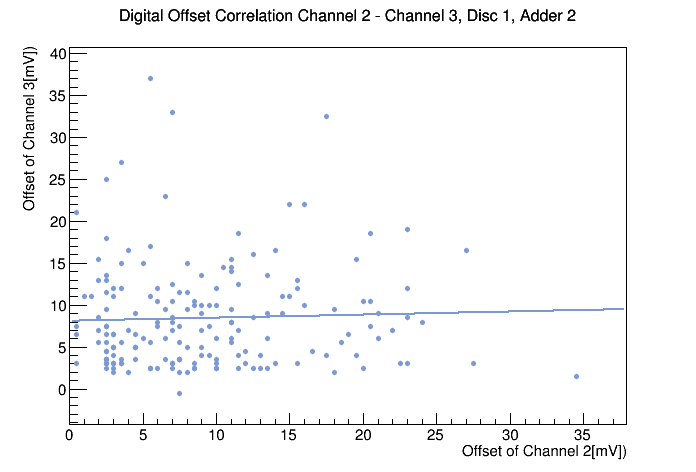 Digital Offset Correlation Channel 2 - Channel 3, Disc 1, Adder 2
Offset of Channel 3[mV])
40
35
30
25
20
15
10
5
0
0 5 10 15 20 25 30 35
Offset of Channel 2[mV])